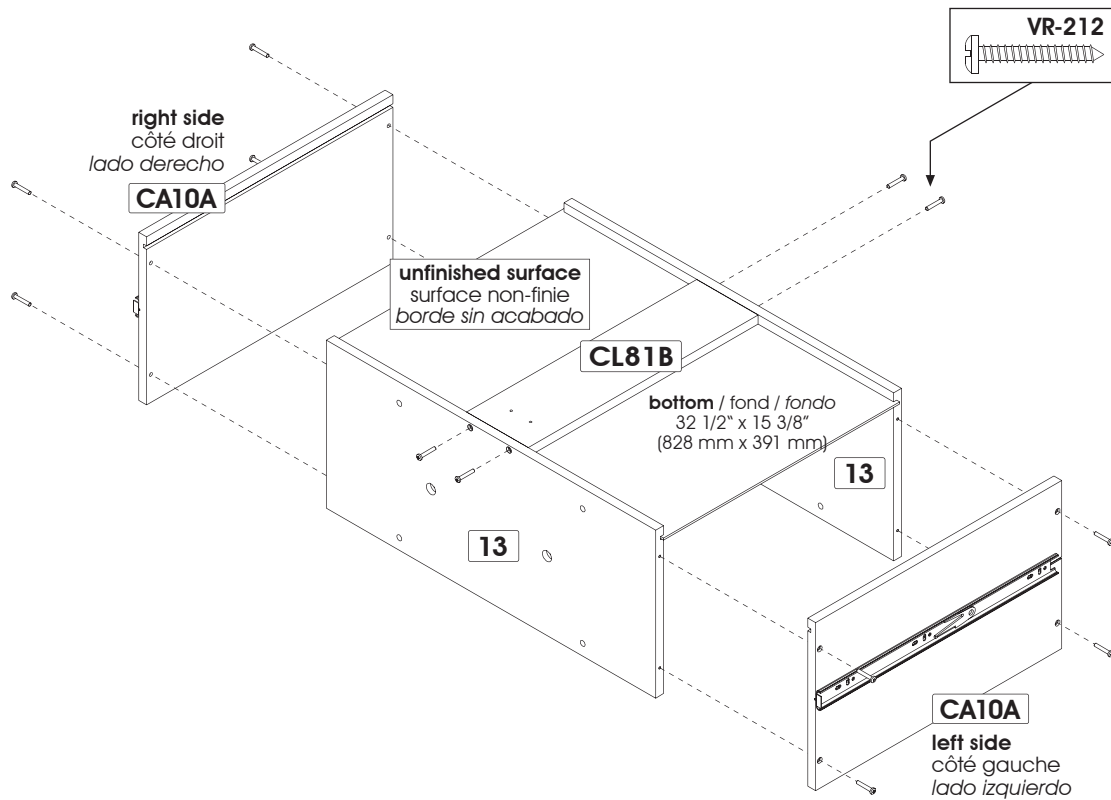 VR-212
right side
côté droit
lado derecho
CA10A
unfinished surface
surface non-finie
borde sin acabado
CL81B
bottom / fond / fondo
32 1/2“ x 15 3/8“
(828 mm x 391 mm)
13
13
CA10A
left side
côté gauche
lado izquierdo